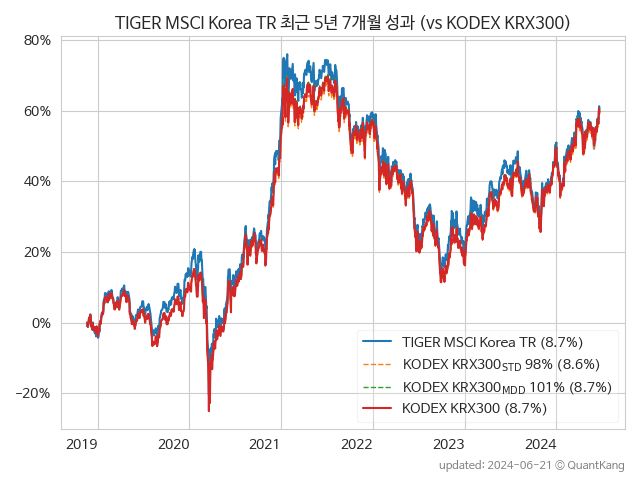 TIGER MSCI Korea TR 최근 5년 7개월 성과 (vs KODEX KRX300)
80%
60%
40%
20%
0%
−20%
TIGER MSCI Korea TR (8.7%)
KODEX KRX300STD 98% (8.6%)
KODEX KRX300MDD 101% (8.7%)
KODEX KRX300 (8.7%)
2019 2020 2021 2022 2023 2024
updated: 2024-06-21 © QuantKang